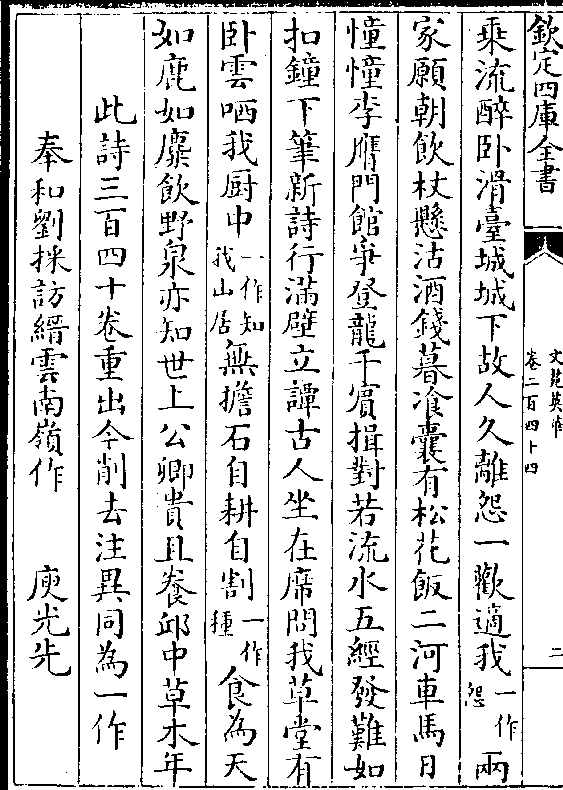 欽定四庫全書
文苑英華
卷二百四十四
二
乘流醉卧滑臺城城下故人久離怨一歡適我一作怨兩
家願朝飲杖懸沽酒錢暮飡囊有松花飯二河車馬日
憧憧李膺門館爭登龍千賓揖對若流水五經發難如
扣鐘下筆新詩行滿壁立譚古人坐在席問我草堂有
卧雲哂我厨中一作知我山居無擔石自耕自割一作種食為天
如鹿如麋飲野泉亦知世上公卿貴且養邱中草木年
此詩三百四十卷重出今削去注異同為一作
奉和劉採訪縉雲南嶺作　庾光先